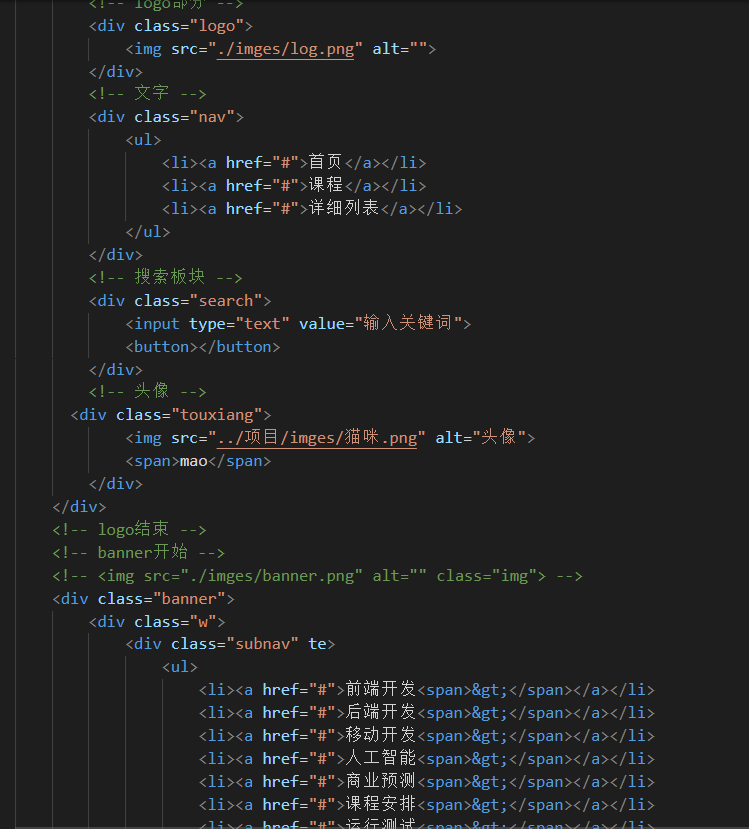 <!-- logo部分 -->
<div class="logo">
<img src="./imges/log.png" alt="">
</div>
<!-- 文字 -->
<div class="nav">
<ul>
<li><a href="#">首页</a></li>
<li><a href="#">课程</a></li>
<li><a href="#">详细列表</a></li>
</ul>
</div>
<!-- 搜索板块 -->
<div class="search">
<input type="text" value="输入关键词">
<button></button>
</div>
<!-- 头像 -->
<div class="touxiang">
<img src="../项目/imges/猫咪.png" alt="头像">
<span>mao</span>
</div>
</div>
<!-- logo结束 -->
<!-- banner开始 -->
<!-- <img src="./imges/banner.png" alt="" class="img"> -->
<div class="banner">
<div class="w">
<div class="subnav" te>
<ul>
<li><a href="#">前端开发<span>&gt;</span></a></li>
<li><a href="#">后端开发<span>&gt;</span></a></li>
<li><a href="#">移动开发<span>&gt;</span></a></li>
<li><a href="#">人工智能<span>&gt;</span></a></li>
<li><a href="#">商业预测<span>&gt;</span></a></li>
<li><a href="#">课程安排<span>&gt;</span></a></li>
<li><a href="#">运行测试<span>&gt;</span></a></li>